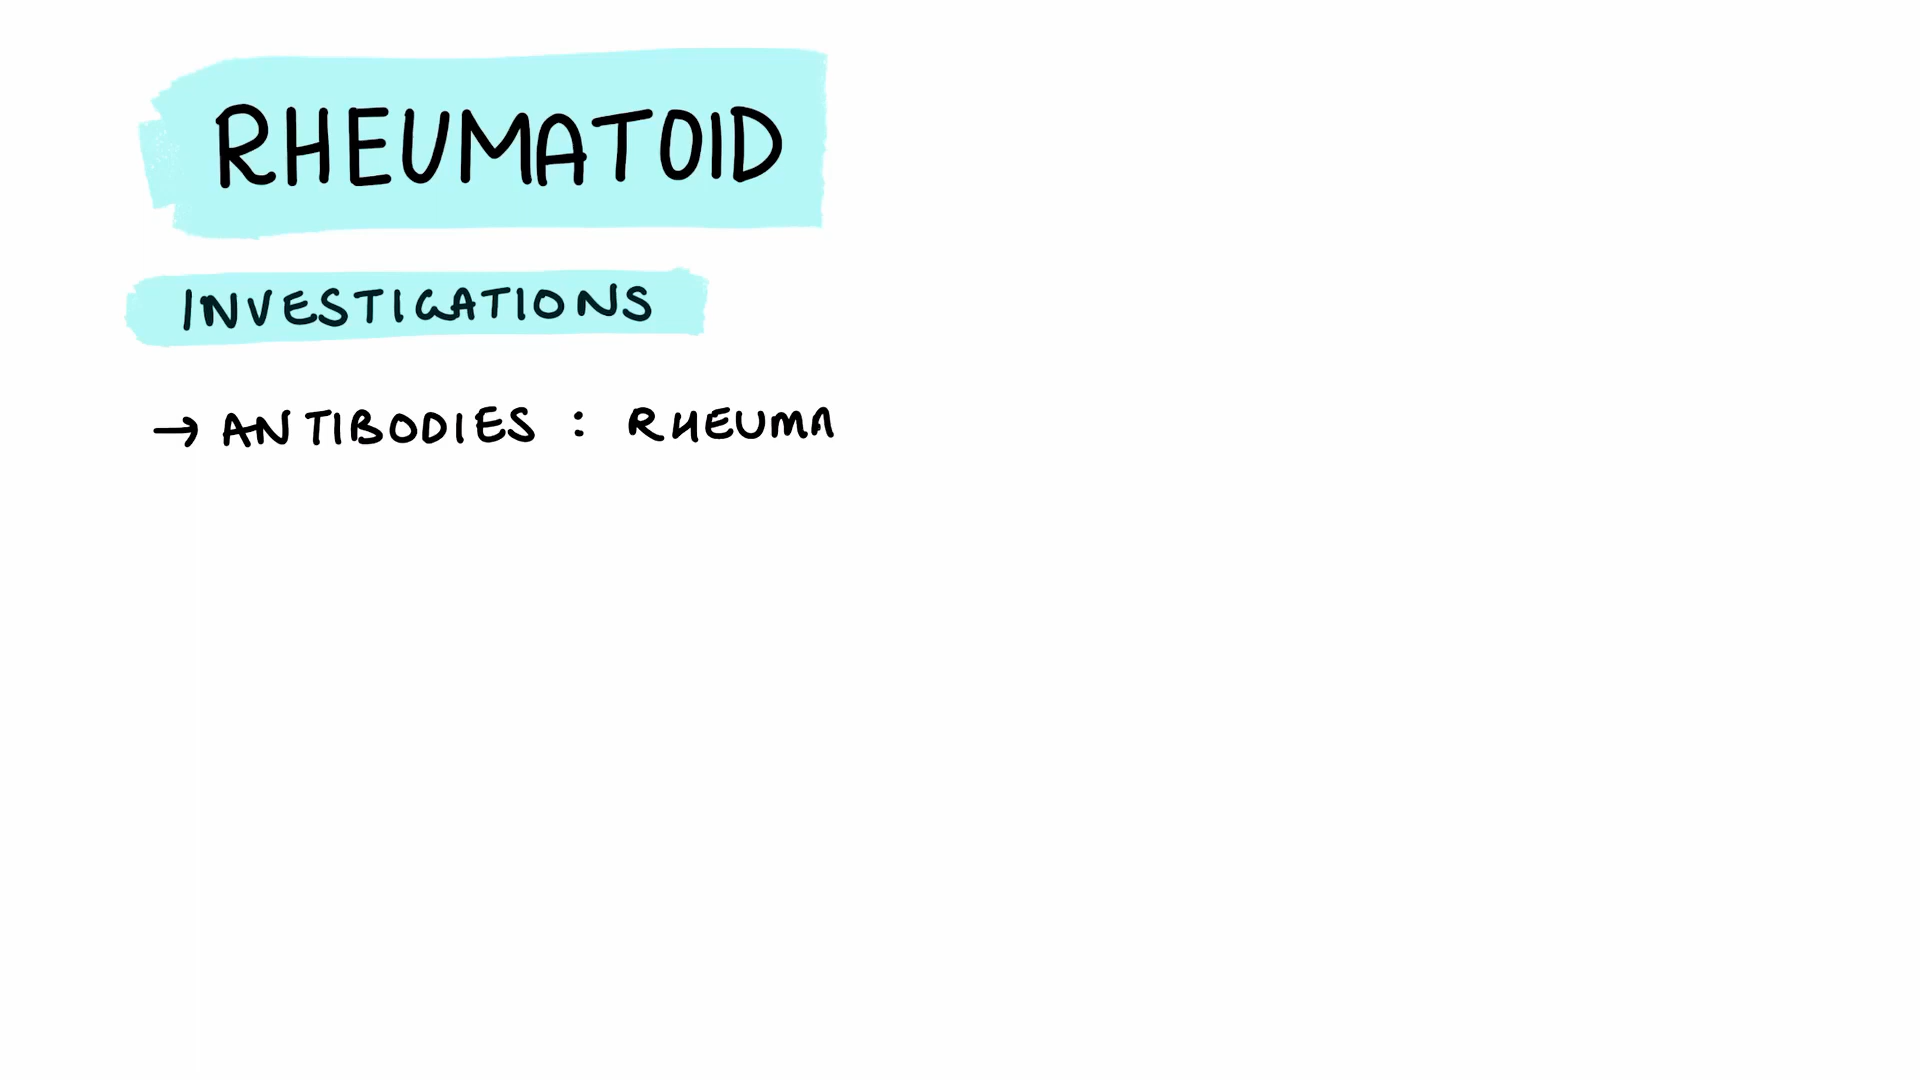 RHEUMATOID
INVESTIGATIONS
→ ANTIBODIES : RHEUMA